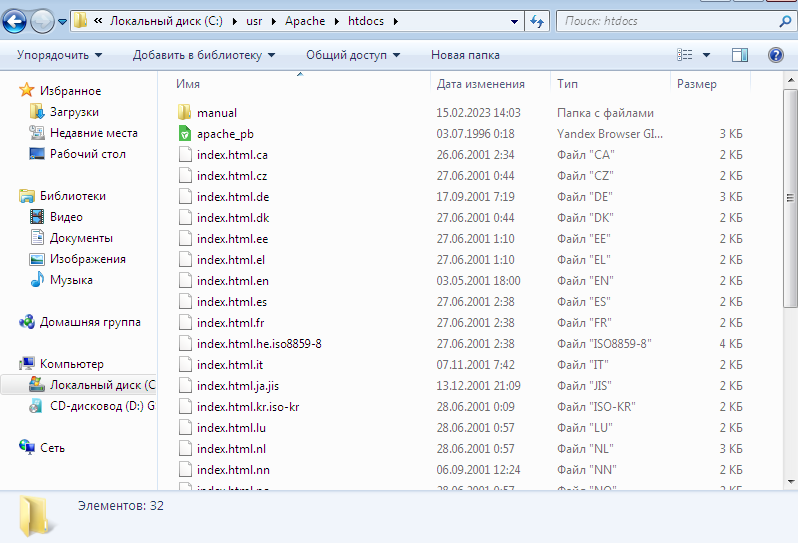 « Локальный диск (C:) usr Apache htdocs
Поиск: htdocs
Упорядочить Добавить в библиотеку Общий доступ Новая папка
Избранное
Загрузки
Недавние места
Рабочий стол
Библиотеки
Видео
Документы
Изображения
Музыка
Домашняя группа
Компьютер
Локальный диск (C
CD-дисковод (D:) G
Сеть
Имя Дата изменения Тип Размер
manual 15.02.2023 14:03 Папка с файлами
apache_pb 03.07.1996 0:18 Yandex Browser GI... 3 КБ
index.html.ca 26.06.2001 2:34 Файл "CA" 2 КБ
index.html.cz 27.06.2001 0:44 Файл "CZ" 2 КБ
index.html.de 17.09.2001 7:19 Файл "DE" 3 КБ
index.html.dk 27.06.2001 0:44 Файл "DK" 2 КБ
index.html.ee 27.06.2001 1:10 Файл "EE" 2 КБ
index.html.el 27.06.2001 1:10 Файл "EL" 2 КБ
index.html.en 03.05.2001 18:00 Файл "EN" 2 КБ
index.html.es 27.06.2001 2:38 Файл "ES" 2 КБ
index.html.fr 27.06.2001 2:38 Файл "FR" 2 КБ
index.html.he.iso8859-8 27.06.2001 2:38 Файл "ISO8859-8" 4 КБ
index.html.it 07.11.2001 7:42 Файл "IT" 2 КБ
index.html.ja.jis 13.12.2001 21:09 Файл "JIS" 2 КБ
index.html.kr.iso-kr 28.06.2001 0:09 Файл "ISO-KR" 2 КБ
index.html.lu 28.06.2001 0:57 Файл "LU" 2 КБ
index.html.nl 28.06.2001 0:57 Файл "NL" 2 КБ
index.html.nn 06.09.2001 12:24 Файл "NN" 2 КБ
Элементов: 32